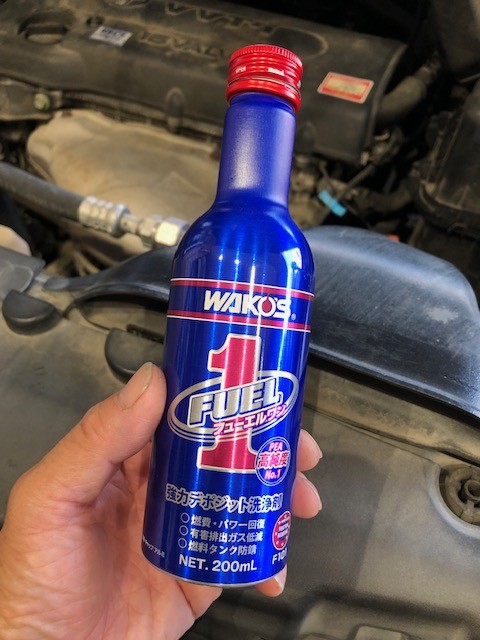 WAKO'S®
FUEL
1
フューエルワン
PEA
高純度
No.1
強力デポジット洗浄剤
○燃費・パワー回復
○有害排出ガス低減
○燃料タンク防錆
NET. 200mL